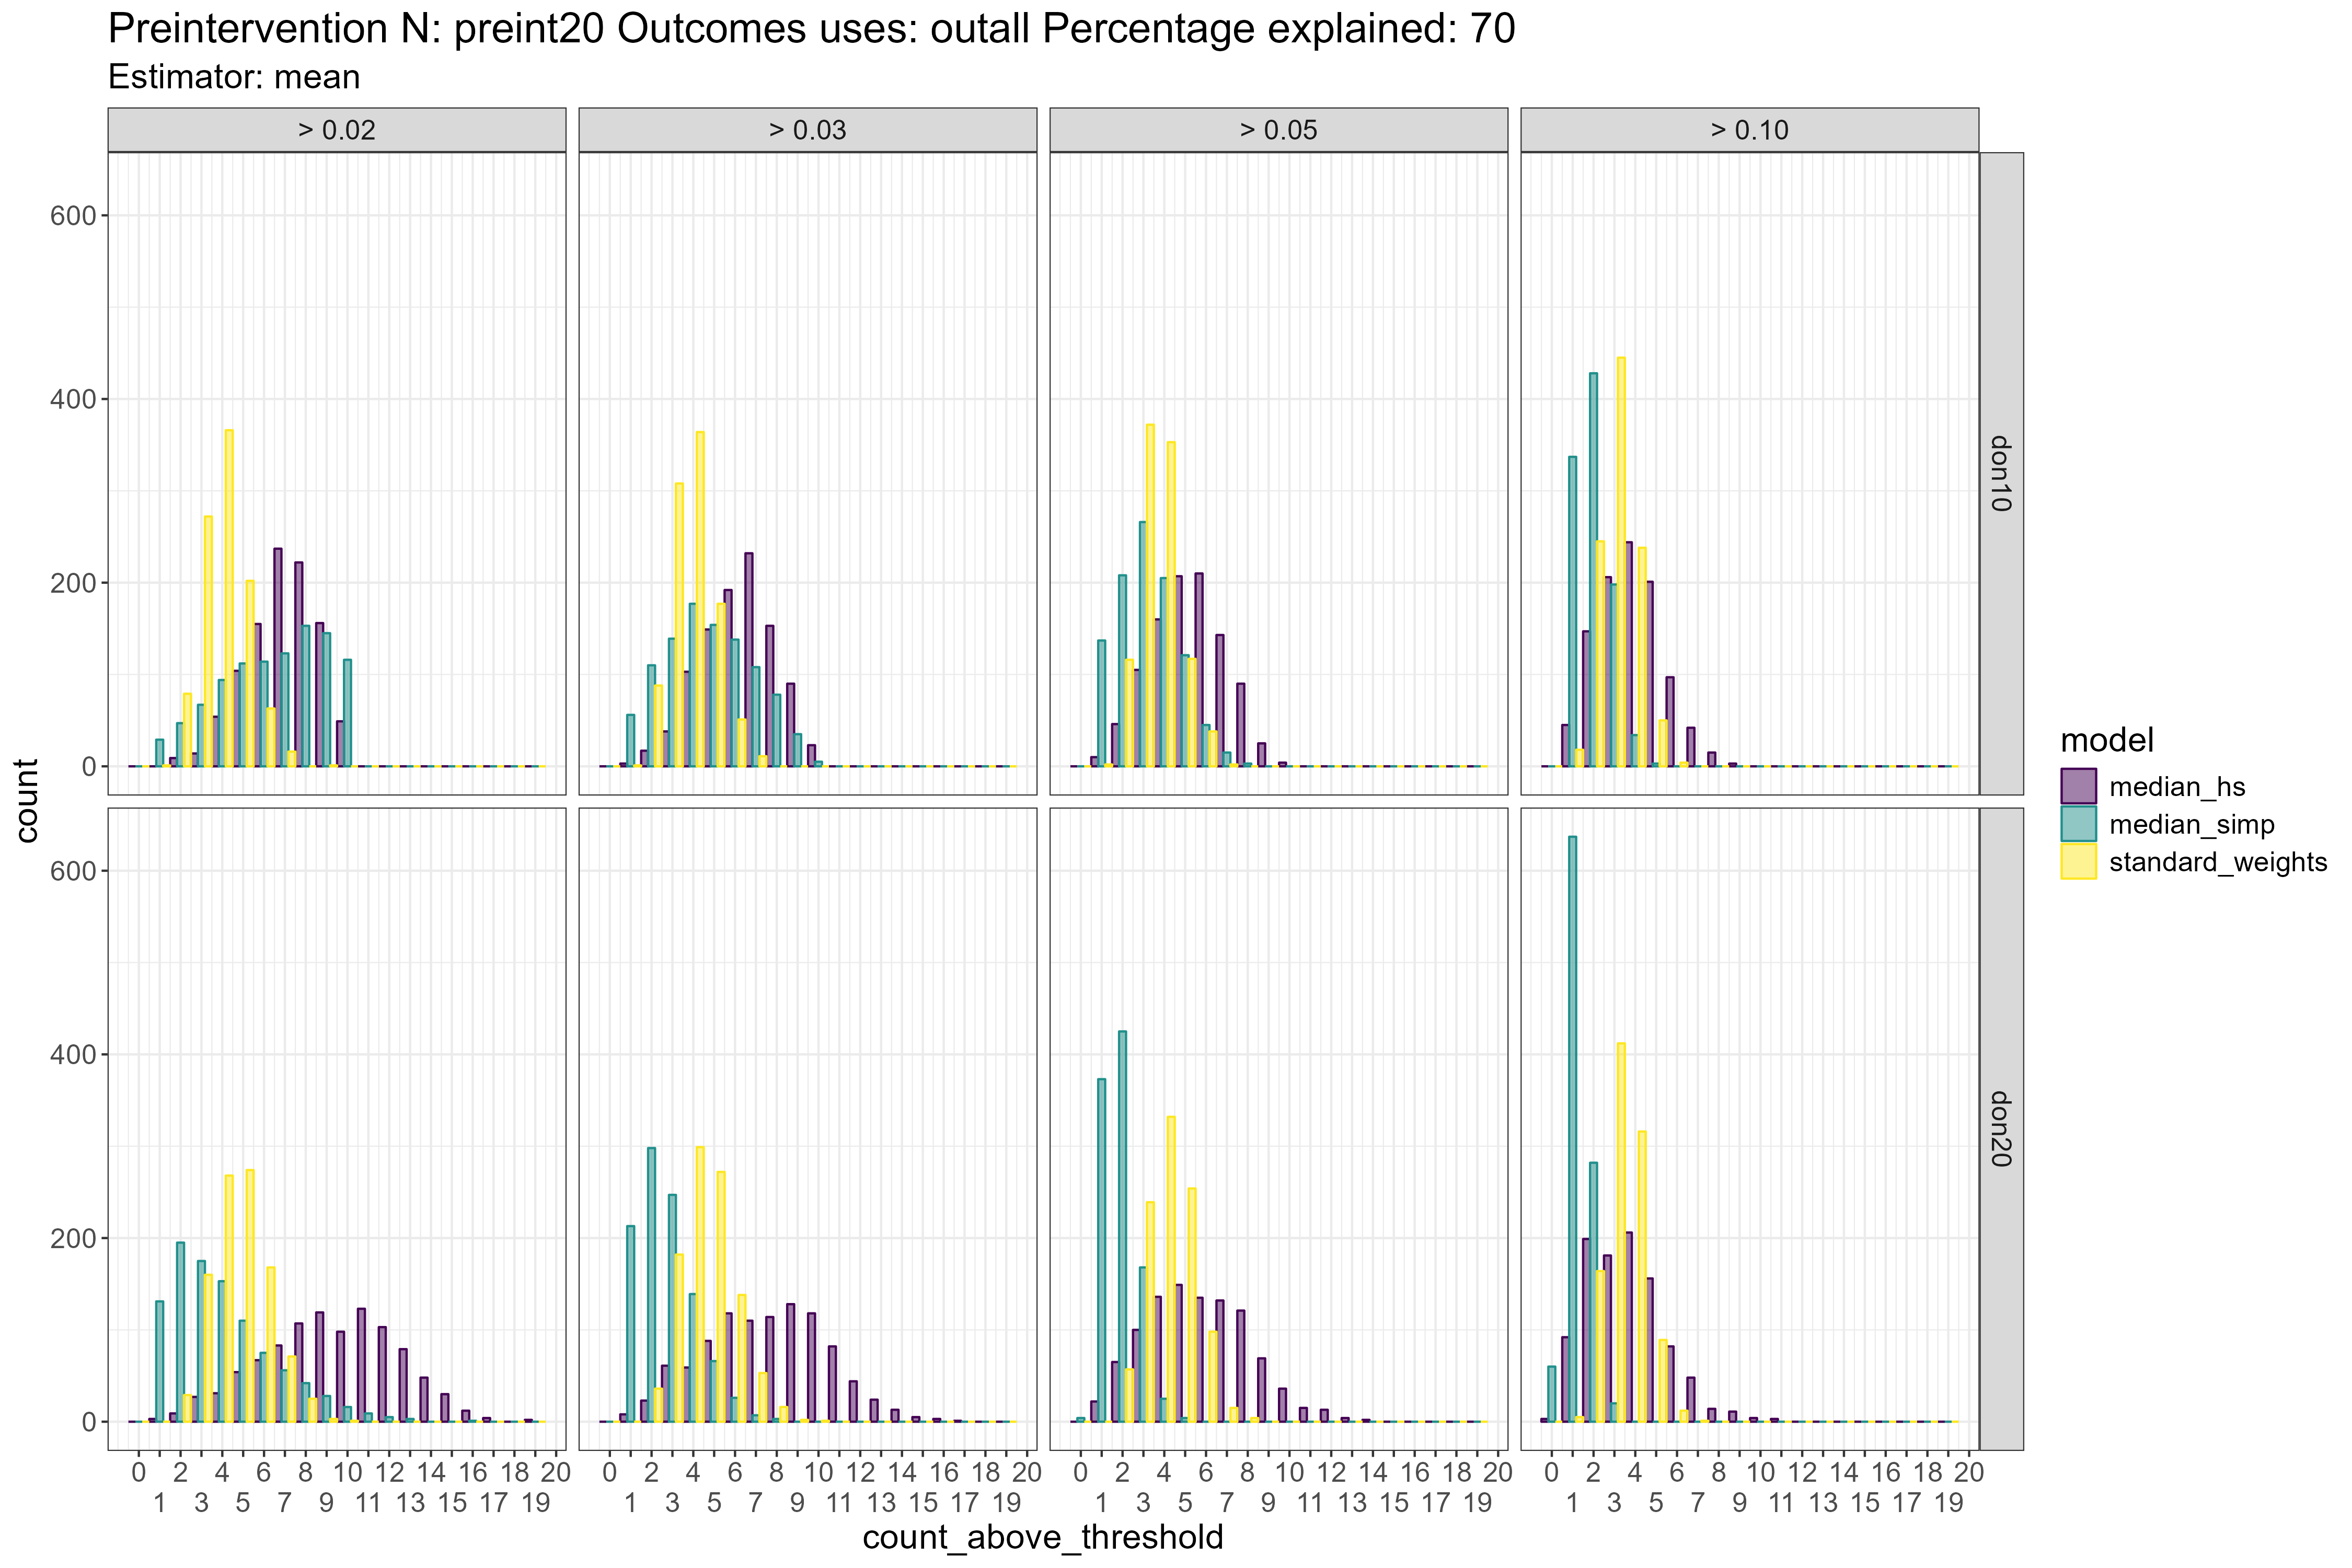 Preintervention N: preint20 Outcomes uses: outall Percentage explained: 70
Estimator: mean
> 0.02 > 0.03 > 0.05 > 0.10
600
400
200
0
don10
600
400
200
0
don20
count
0 2 4 6 8 10 12 14 16 18 20 0 2 4 6 8 10 12 14 16 18 20 0 2 4 6 8 10 12 14 16 18 20 0 2 4 6 8 10 12 14 16 18 20
1 3 5 7 9 11 13 15 17 19 1 3 5 7 9 11 13 15 17 19 1 3 5 7 9 11 13 15 17 19 1 3 5 7 9 11 13 15 17 19
count_above_threshold
model
median_hs
median_simp
standard_weights